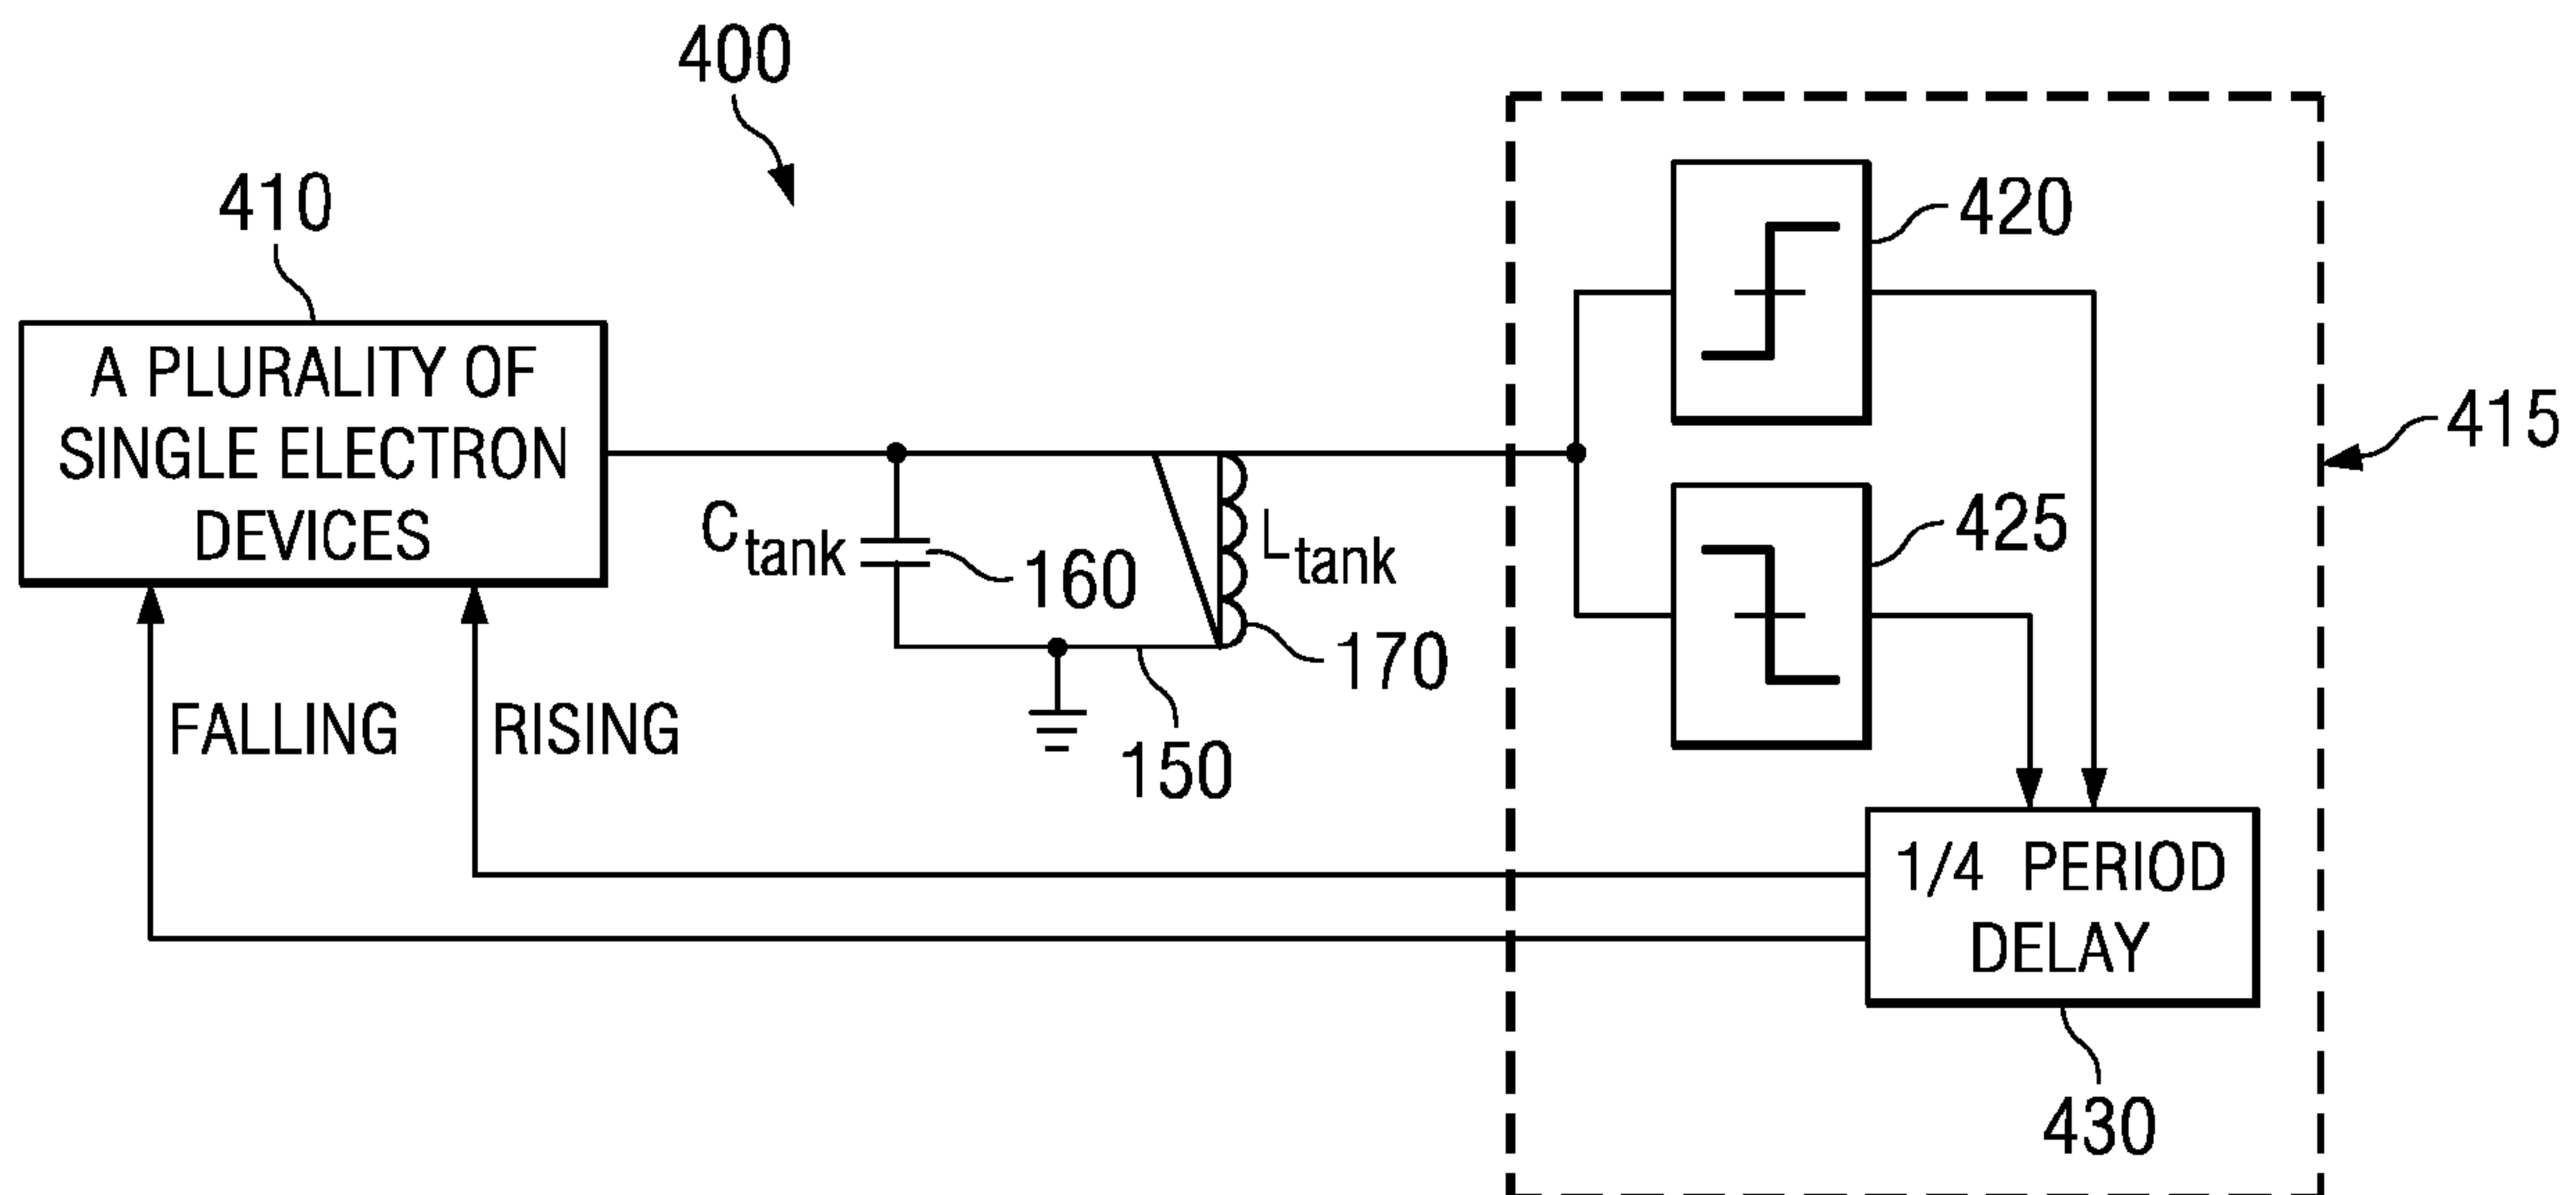 400
410
A PLURALITY OF
SINGLE ELECTRON
DEVICES
420
415
425
Ctank
160
Ltank
170
FALLING
RISING
150
1/4 PERIOD
DELAY
430